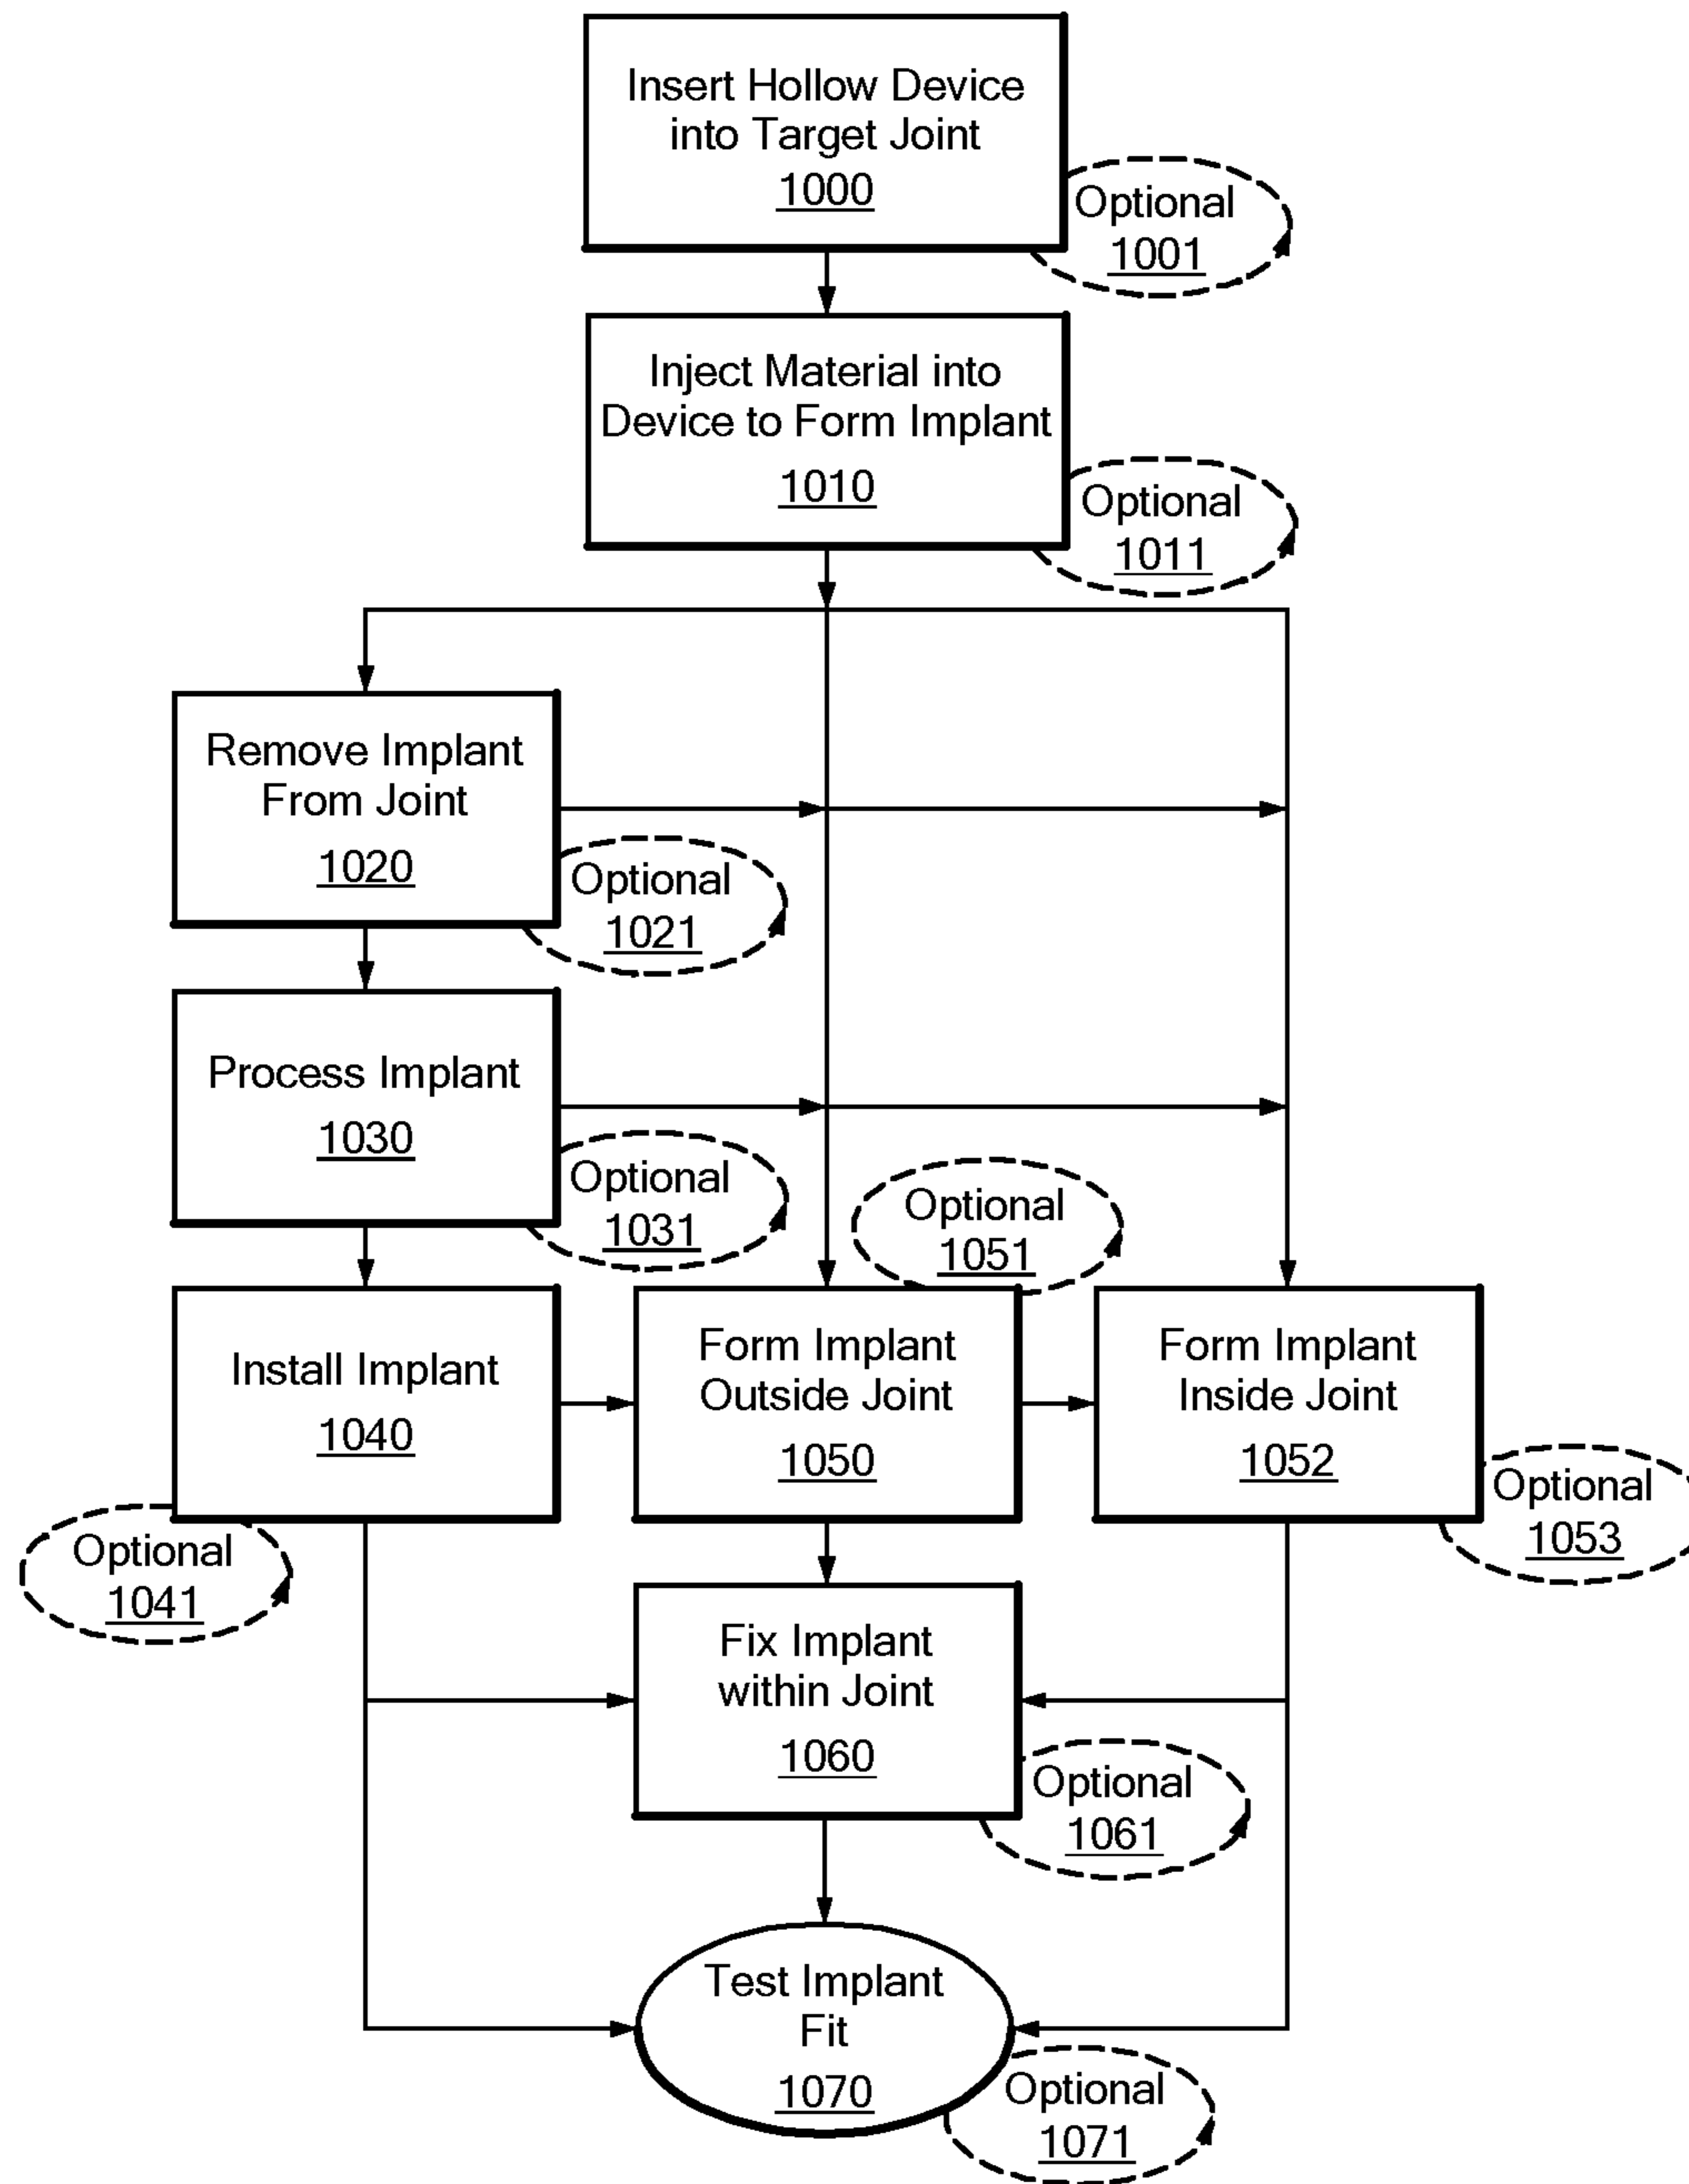 Insert Hollow Device
into Target Joint
1000
Optional
1001
Inject Material into
Device to Form Implant
1010
Optional
1011
Remove Implant
From Joint
1020
Optional
1021
Process Implant
1030
Optional
1031
Optional
1051
Install Implant
1040
Optional
1041
Form Implant
Outside Joint
1050
Form Implant
Inside Joint
1052
Optional
1053
Fix Implant
within Joint
1060
Optional
1061
Test Implant
Fit
1070
Optional
1071